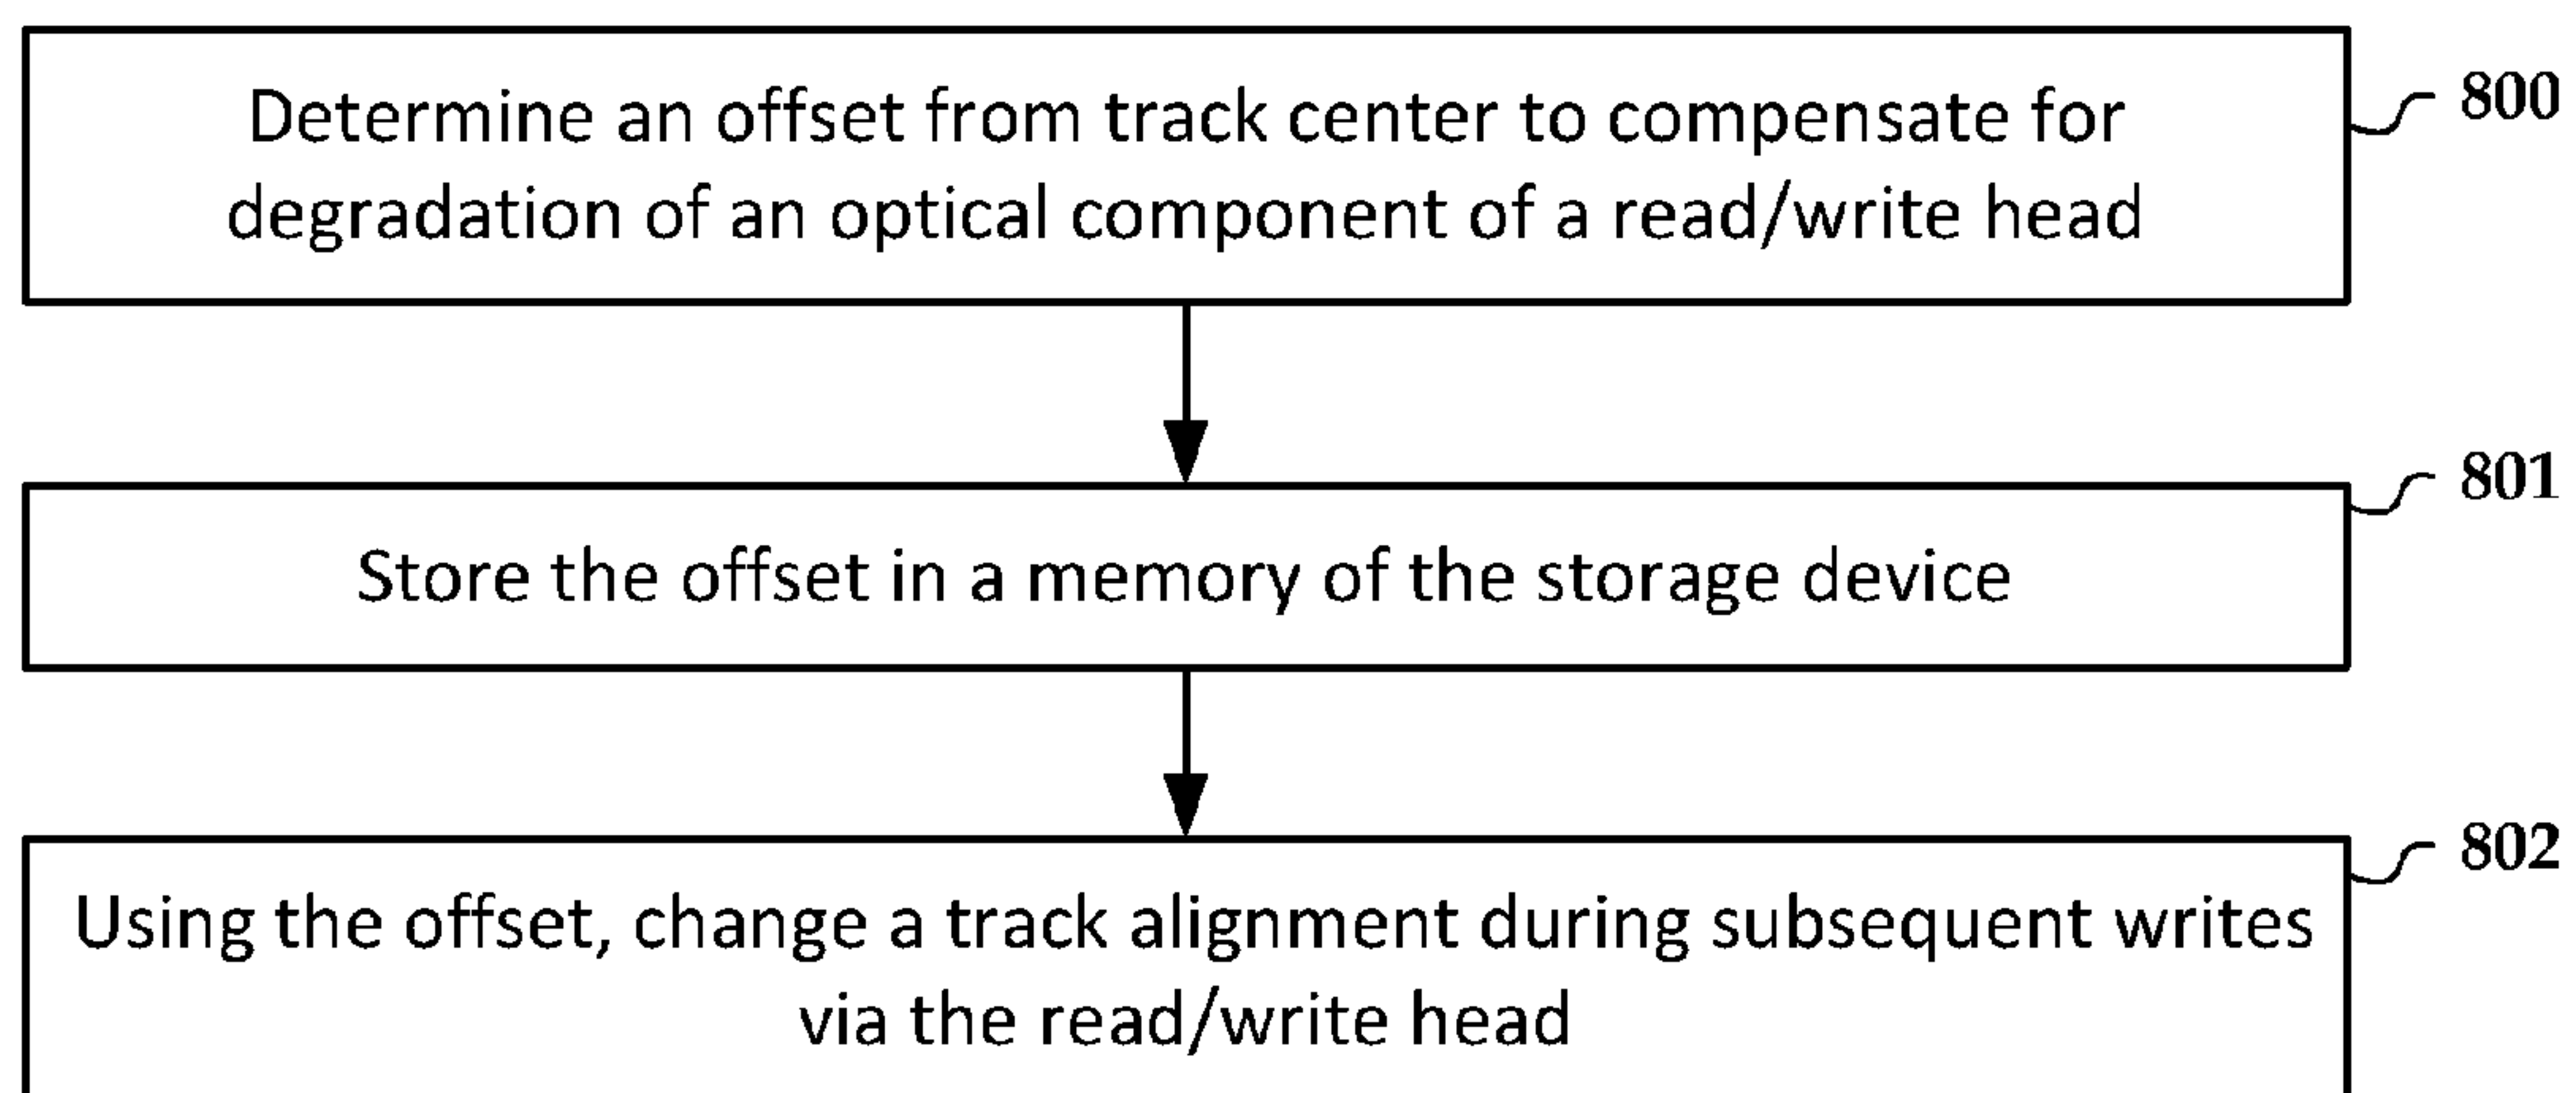 Determine an offset from track center to compensate for
degradation of an optical component of a read/write head
800
Store the offset in a memory of the storage device
801
Using the offset, change a track alignment during subsequent writes
via the read/write head
802